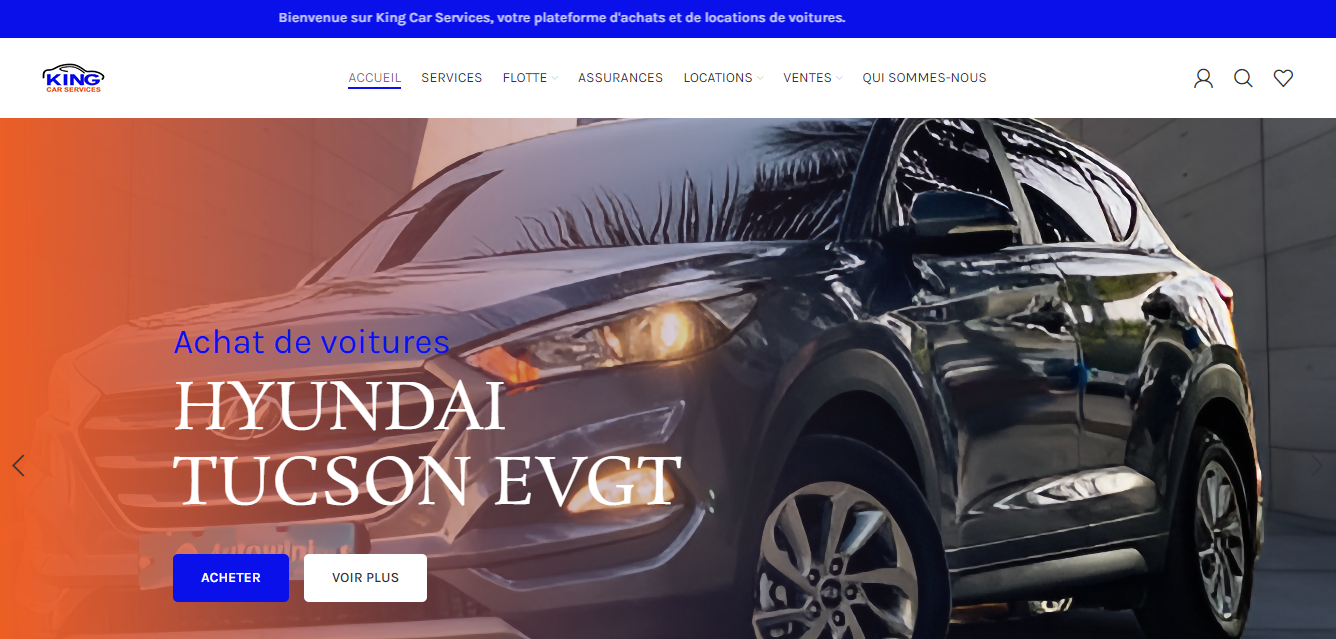 Bienvenue sur King Car Services, votre plateforme d'achats et de locations de voitures.
KING
CAR SERVICES
ACCUEIL SERVICES FLOTTE ASSURANCES LOCATIONS VENTES QUI SOMMES-NOUS
Achat de voitures
HYUNDAI
TUCSON EVGT
ACHETER VOIR PLUS